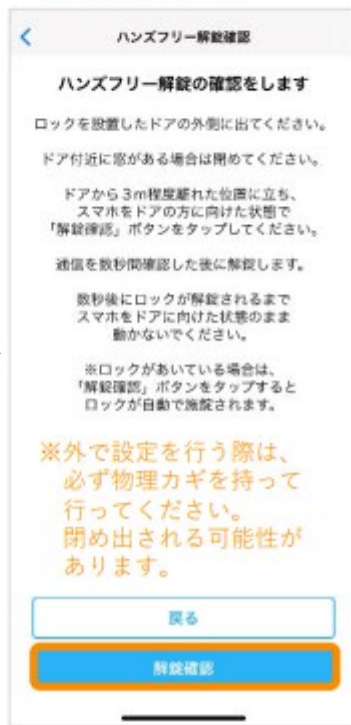 ハンズフリー解錠確認
ハンズフリー解錠の確認をします
ロックを設置したドアの外側に出てください。
ドア付近に窓がある場合は閉めてください。
ドアから3m程度離れた位置に立ち、
スマホをドアの方に向けた状態で
「解錠確認」ボタンをタップしてください。
通信を数秒間確認した後に解錠します。
数秒後にロックが解錠されるまで
スマホをドアに向けた状態のまま
動かないでください。
※ロックがあいている場合は、
「解錠確認」ボタンをタップすると
ロックが自動で施錠されます。
※外で設定を行う際は、
必ず物理カギを持って
行ってください。
閉め出される可能性が
あります。
戻る
解錠確認